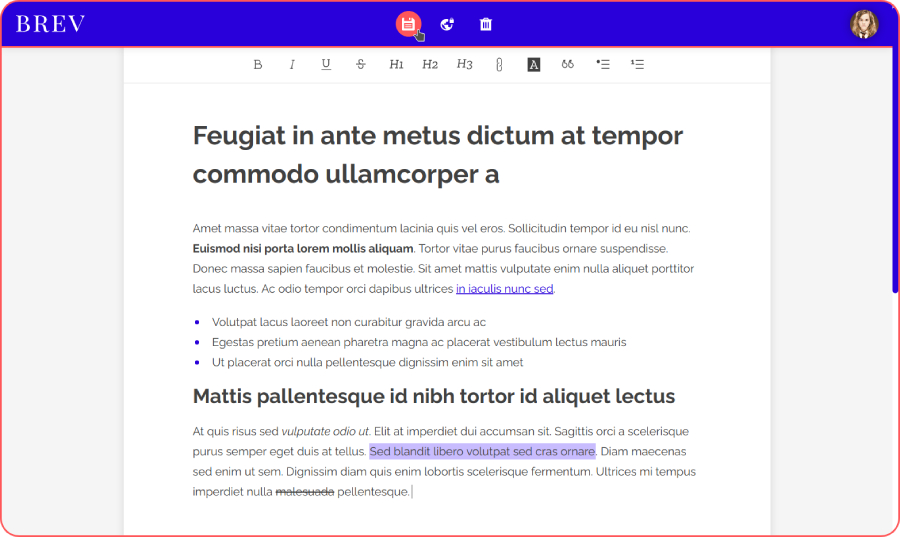 BREV
B I U S H1 H2 H3 A
Feugiat in ante metus dictum at tempor
commodo ullamcorper a
Amet massa vitae tortor condimentum lacinia quis vel eros. Sollicitudin tempor id eu nisl nunc.
Euismod nisi porta lorem mollis aliquam. Tortor vitae purus faucibus ornare suspendisse.
Donec massa sapien faucibus et molestie. Sit amet mattis vulputate enim nulla aliquet porttitor
lacus luctus. Ac odio tempor orci dapibus ultrices in iaculis nunc sed.
• Volutpat lacus laoreet non curabitur gravida arcu ac
• Egestas pretium aenean pharetra magna ac placerat vestibulum lectus mauris
• Ut placerat orci nulla pellentesque dignissim enim sit amet
Mattis pallentesque id nibh tortor id aliquet lectus
At quis risus sed vulputate odio ut. Elit at imperdiet dui accumsan sit. Sagittis orci a scelerisque
purus semper eget duis at tellus. Sed blandit libero volutpat sed cras ornare. Diam maecenas
sed enim ut sem. Dignissim diam quis enim lobortis scelerisque fermentum. Ultrices mi tempus
imperdiet nulla malesuada pellentesque.